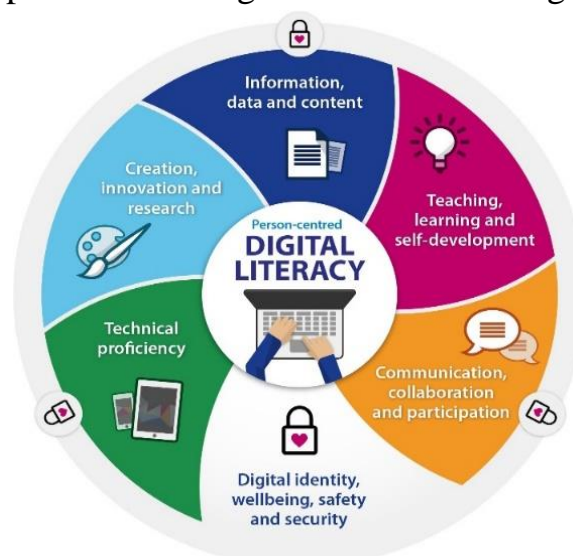 Information,
data and content
Teaching,
learning and
self-development
Communication,
collaboration
and participation
Digital identity,
wellbeing, safety
and security
Technical
proficiency
Creation,
innovation and
research
Person-centred
DIGITAL
LITERACY